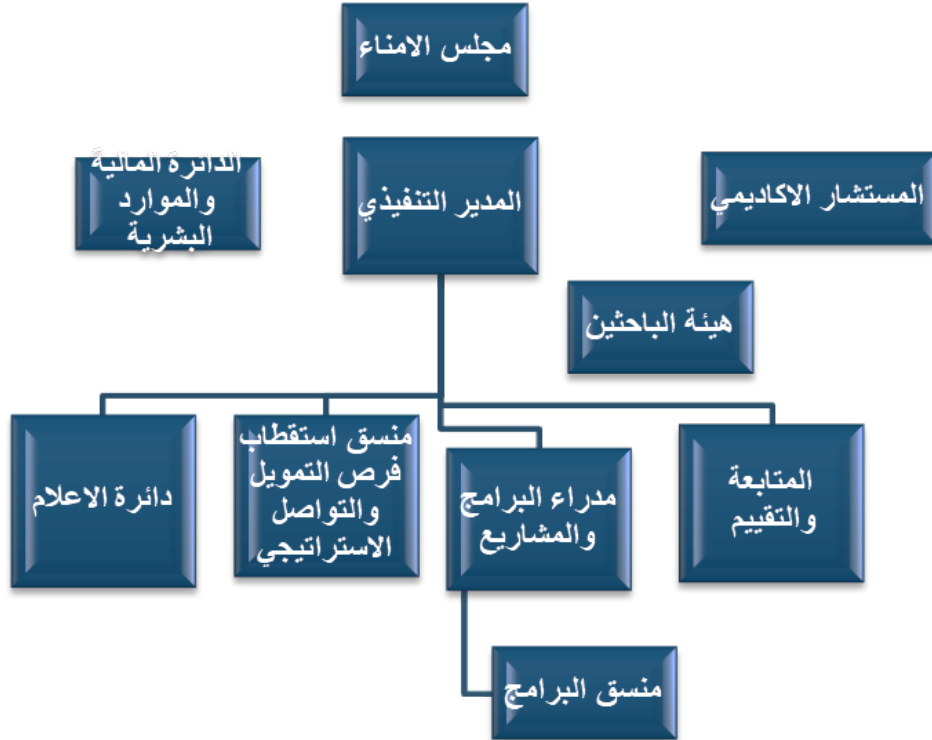 مجلس الامناء
المدير التنفيذي
المستشار الاكاديمي
الدائرة المالية
والموارد
البشرية
هيئة الباحثين
المتابعة
والتقييم
مدراء البرامج
والمشاريع
منسق استقطاب
فرص التمويل
والتواصل
الاستراتيجي
دائرة الاعلام
منسق البرامج